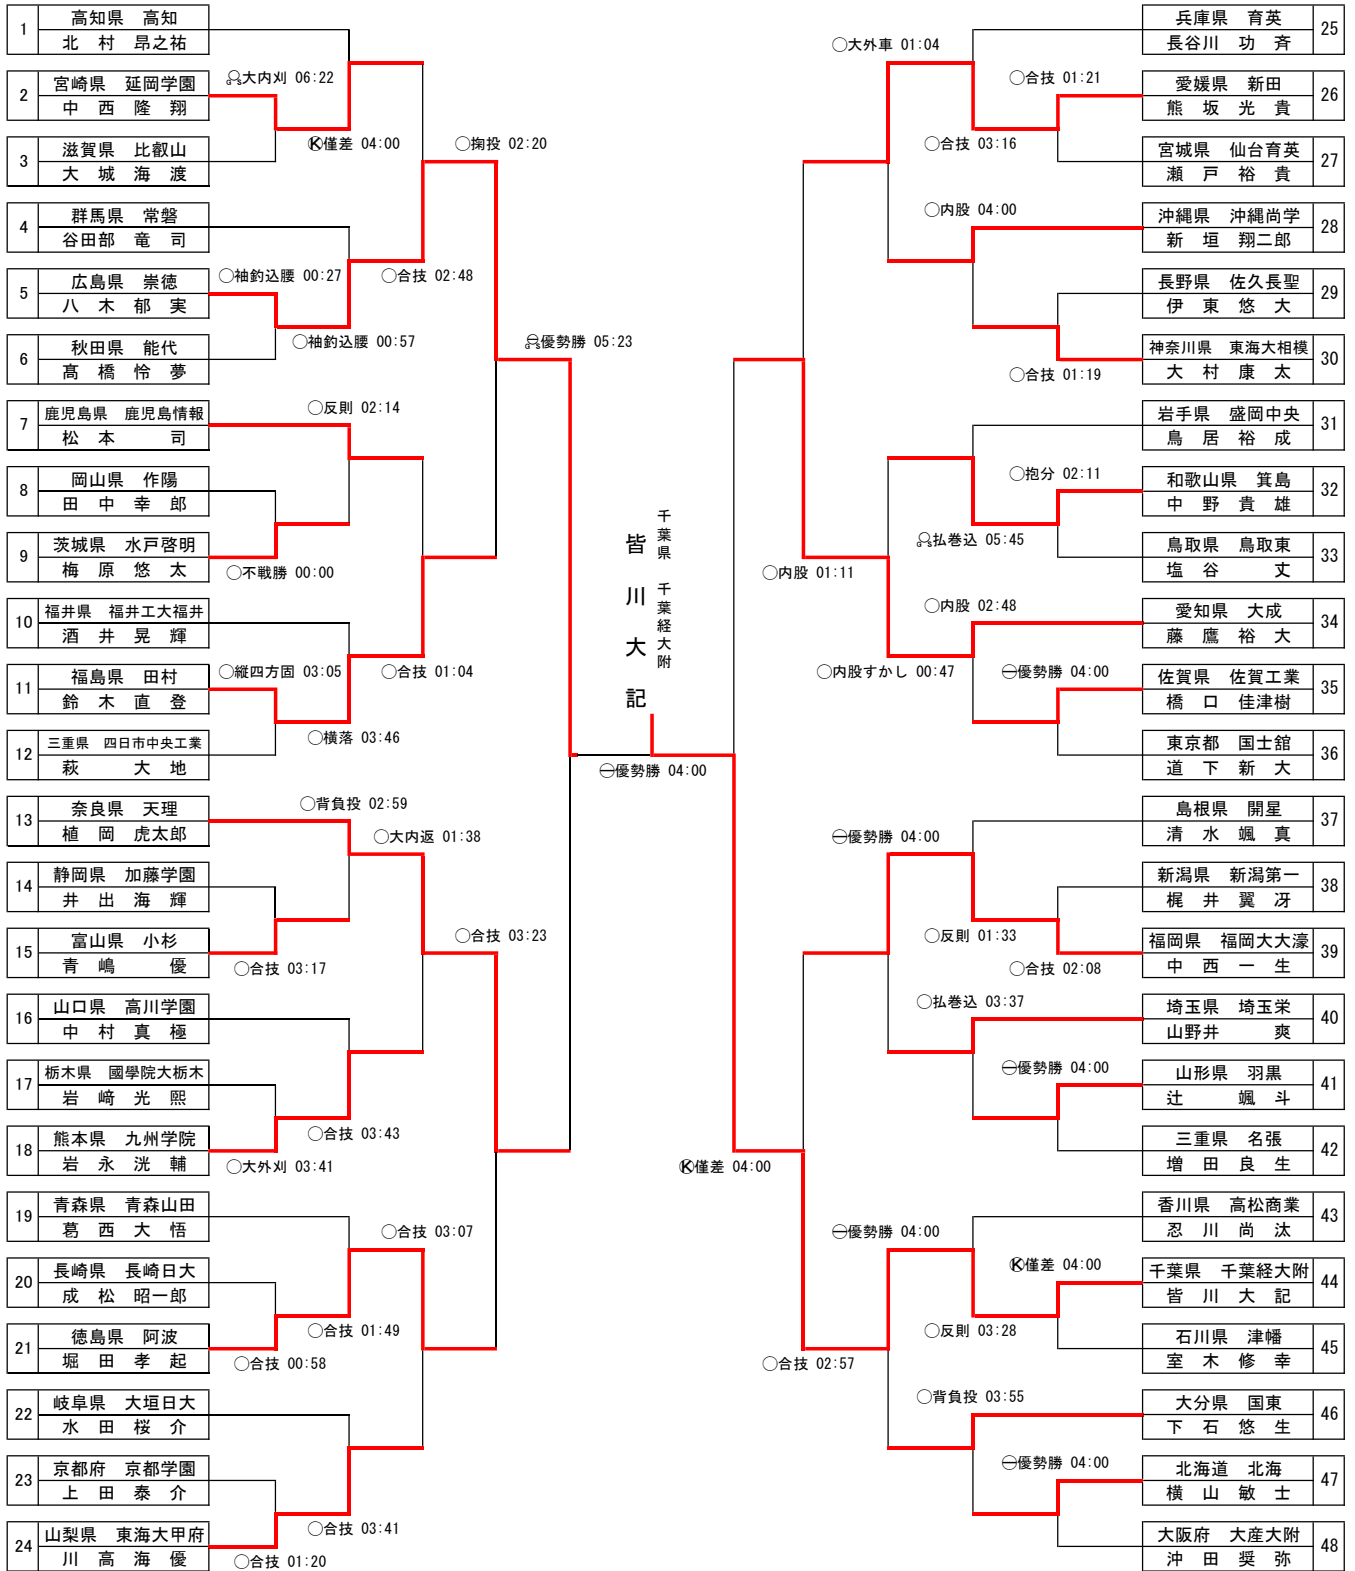 1 高知県 高知
北村 昂之祐
2 宮崎県 延岡学園
中西隆翔
3 滋賀県 比叡山
大城海渡
4 群馬県 常磐
谷田部 竜司
5 広島県 崇徳
八木郁実
6 秋田県 能代
髙橋怜夢
7 鹿児島県 鹿児島情報
松本 司
8 岡山県 作陽
田中幸郎
9 茨城県 水戸啓明
梅原悠太
10 福井県 福井工大福井
酒井晃輝
11 福島県 田村
鈴木直登
12 三重県 四日市中央工業
萩 大地
13 奈良県 天理
植岡 虎太郎
14 静岡県 加藤学園
井出海輝
15 富山県 小杉
青嶋 優
16 山口県 高川学園
中村真極
17 栃木県 國學院大栃木
岩﨑光熙
18 熊本県 九州学院
岩永洸輔
19 青森県 青森山田
葛西大悟
20 長崎県 長崎日大
成松 昭一郎
21 徳島県 阿波
堀田孝起
22 岐阜県 大垣日大
水田桜介
23 京都府 京都学園
上田泰介
24 山梨県 東海大甲府
川高海優
大内刈 06:22
Ⓚ僅差 04:00
○掬投 02:20
○袖釣込腰 00:27
○合技 02:48
○袖釣込腰 00:57
優勢勝 05:23
○反則 02:14
○不戦勝 00:00
○縦四方固 03:05
○合技 01:04
○横落 03:46
○背負投 02:59
○大内返 01:38
○合技 03:23
○合技 03:17
○合技 03:43
○大外刈 03:41
○合技 03:07
○合技 01:49
○合技 00:58
○合技 03:41
○合技 01:20
千葉県 千葉経大附
皆川大記
㊀優勢勝 04:00
○大外車 01:04
○合技 01:21
○合技 03:16
○内股 04:00
○合技 01:19
○抱分 02:11
払巻込 05:45
○内股 01:11
○内股 02:48
○内股すかし 00:47
㊀優勢勝 04:00
㊀優勢勝 04:00
○反則 01:33
○合技 02:08
○払巻込 03:37
㊀優勢勝 04:00
Ⓚ僅差 04:00
㊀優勢勝 04:00
Ⓚ僅差 04:00
○反則 03:28
○合技 02:57
○背負投 03:55
㊀優勢勝 04:00
兵庫県 育英 25
長谷川 功斉
愛媛県 新田 26
熊坂光貴
宮城県 仙台育英 27
瀬戸裕貴
沖縄県 沖縄尚学 28
新垣 翔二郎
長野県 佐久長聖 29
伊東悠大
神奈川県 東海大相模 30
大村康太
岩手県 盛岡中央 31
鳥居裕成
和歌山県 箕島 32
中野貴雄
鳥取県 鳥取東 33
塩谷 丈
愛知県 大成 34
藤鷹裕大
佐賀県 佐賀工業 35
橋口 佳津樹
東京都 国士舘 36
道下新大
島根県 開星 37
清水颯真
新潟県 新潟第一 38
梶井翼冴
福岡県 福岡大大濠 39
中西一生
埼玉県 埼玉栄 40
山野井 爽
山形県 羽黒 41
辻 颯斗
三重県 名張 42
増田良生
香川県 高松商業 43
忍川尚汰
千葉県 千葉経大附 44
皆川大記
石川県 津幡 45
室木修幸
大分県 国東 46
下石悠生
北海道 北海 47
横山敏士
大阪府 大産大附 48
沖田奨弥